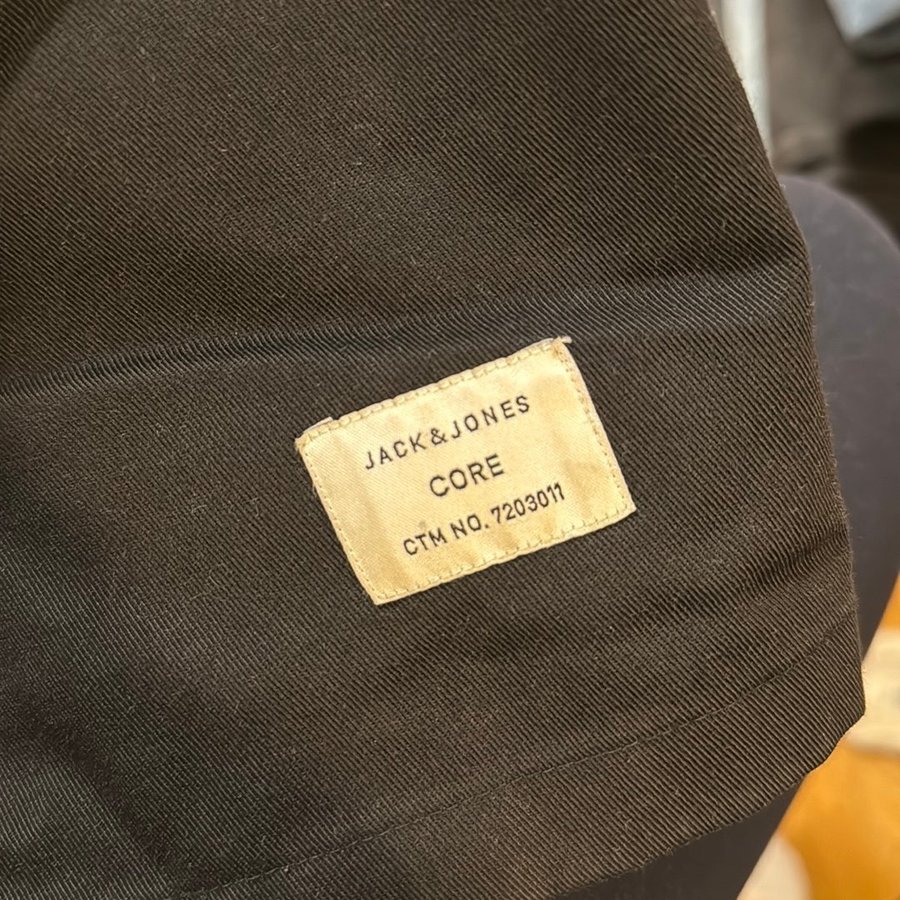 JACK&JONES
CORE
CTM NO. 7203011